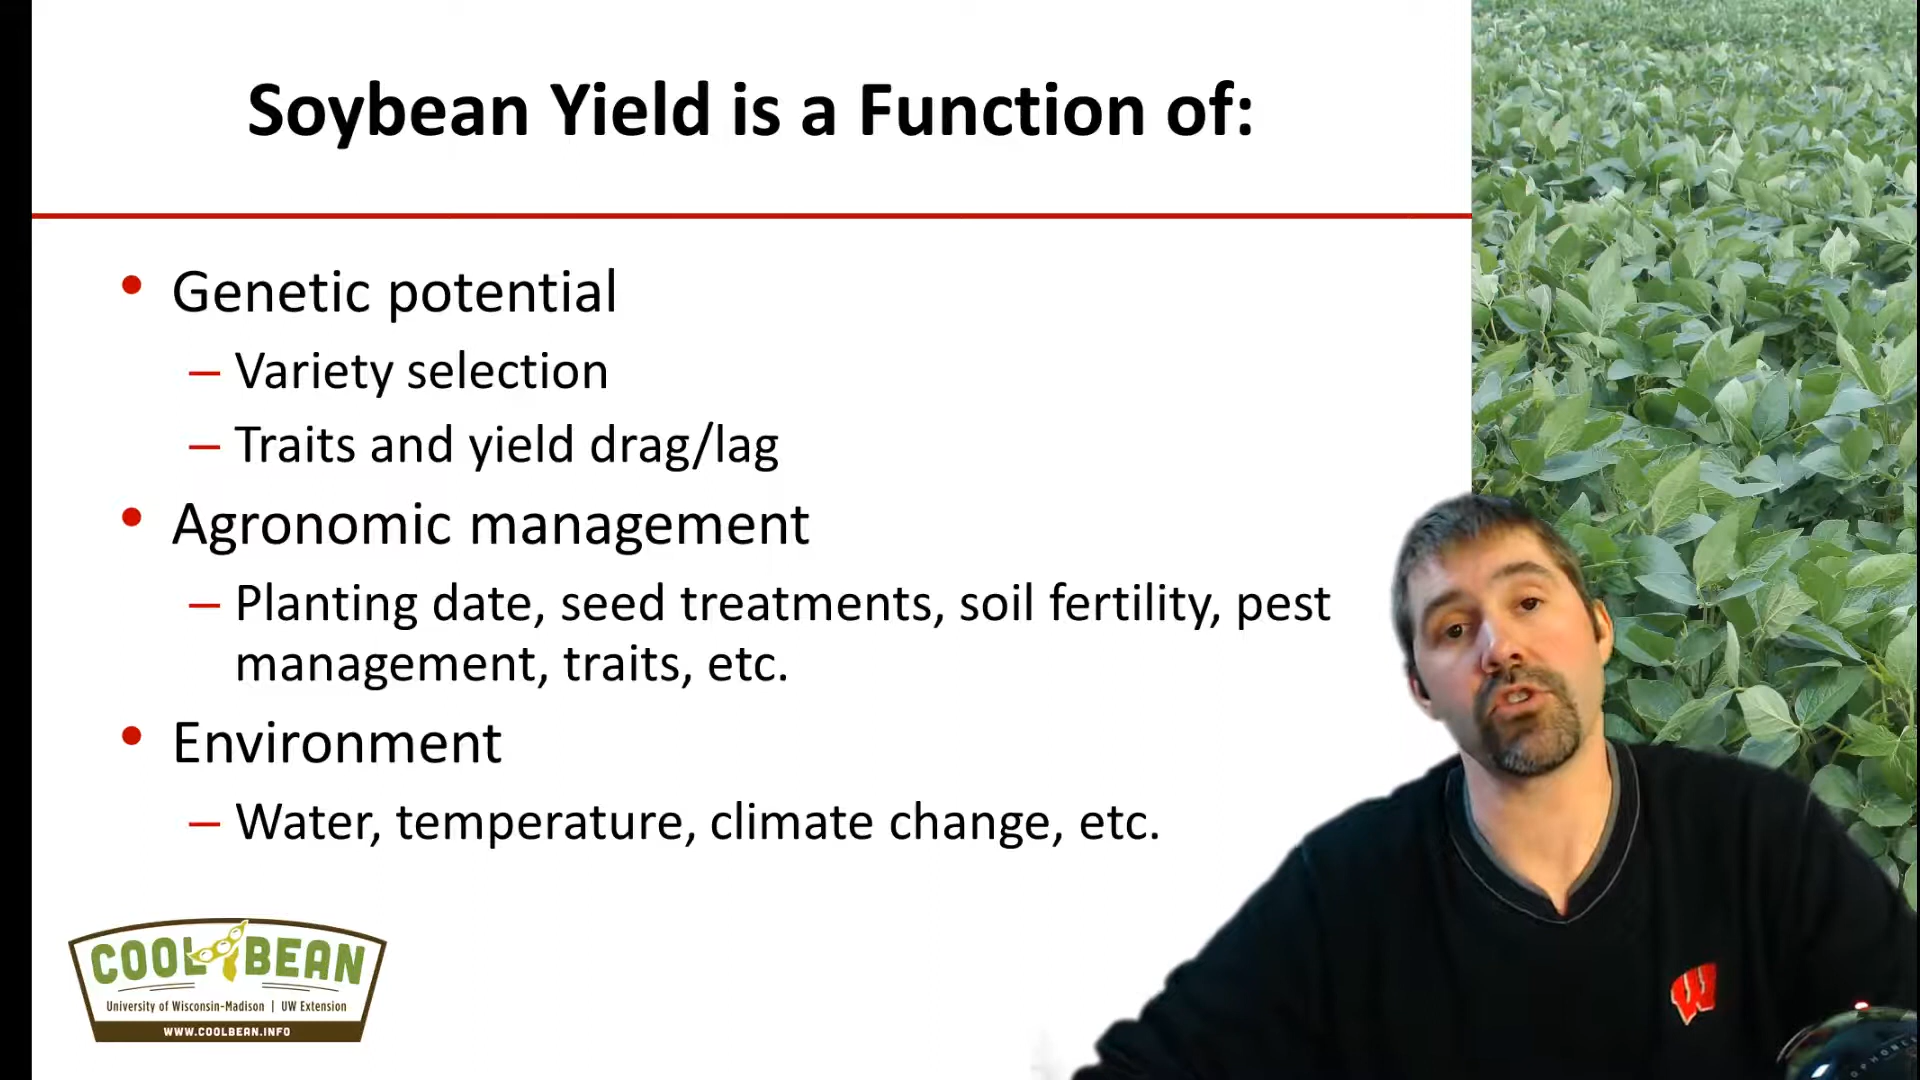 Soybean Yield is a Function of:
• Genetic potential
– Variety selection
– Traits and yield drag/lag
• Agronomic management
– Planting date, seed treatments, soil fertility, pest
management, traits, etc.
• Environment
– Water, temperature, climate change, etc.
COOL BEAN
University of Wisconsin-Madison | UW Extension
WWW.COOLBEAN.INFO
W